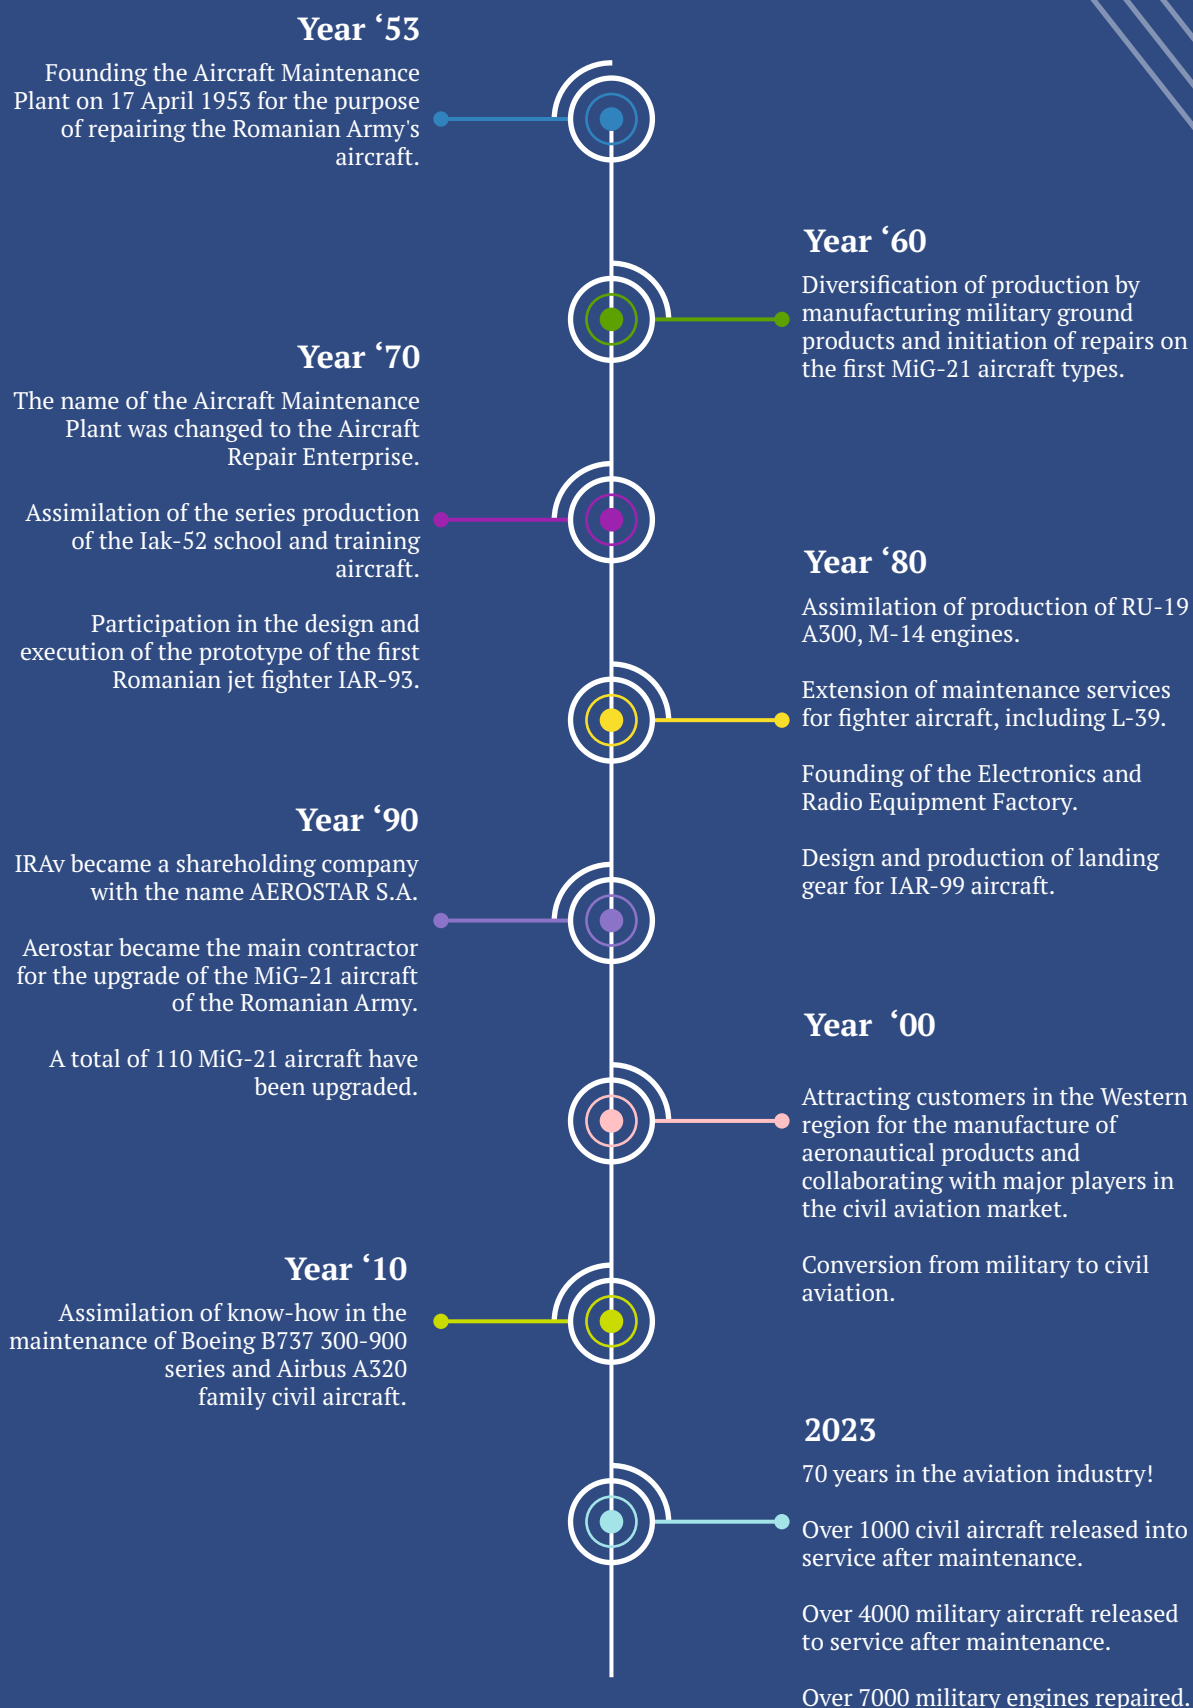 Year ‘53
Founding the Aircraft Maintenance
Plant on 17 April 1953 for the purpose
of repairing the Romanian Army's
aircraft.
Year ‘60
Diversification of production by
manufacturing military ground
products and initiation of repairs on
the first MiG-21 aircraft types.
Year ‘70
The name of the Aircraft Maintenance
Plant was changed to the Aircraft
Repair Enterprise.
Assimilation of the series production
of the Iak-52 school and training
aircraft.
Participation in the design and
execution of the prototype of the first
Romanian jet fighter IAR-93.
Year ‘80
Assimilation of production of RU-19
A300, M-14 engines.
Extension of maintenance services
for fighter aircraft, including L-39.
Founding of the Electronics and
Radio Equipment Factory.
Design and production of landing
gear for IAR-99 aircraft.
Year ‘90
IRAv became a shareholding company
with the name AEROSTAR S.A.
Aerostar became the main contractor
for the upgrade of the MiG-21 aircraft
of the Romanian Army.
A total of 110 MiG-21 aircraft have
been upgraded.
Year ‘00
Attracting customers in the Western
region for the manufacture of
aeronautical products and
collaborating with major players in
the civil aviation market.
Conversion from military to civil
aviation.
Year ‘10
Assimilation of know-how in the
maintenance of Boeing B737 300-900
series and Airbus A320
family civil aircraft.
2023
70 years in the aviation industry!
Over 1000 civil aircraft released into
service after maintenance.
Over 4000 military aircraft released
to service after maintenance.
Over 7000 military engines repaired.